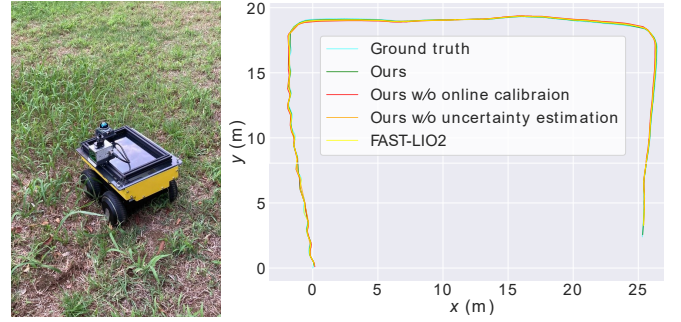 20
15
10
5
0
y (m)
Ground truth
Ours
Ours w/o online calibraion
Ours w/o uncertainty estimation
FAST-LIO2
0 5 10 15 20 25
x (m)